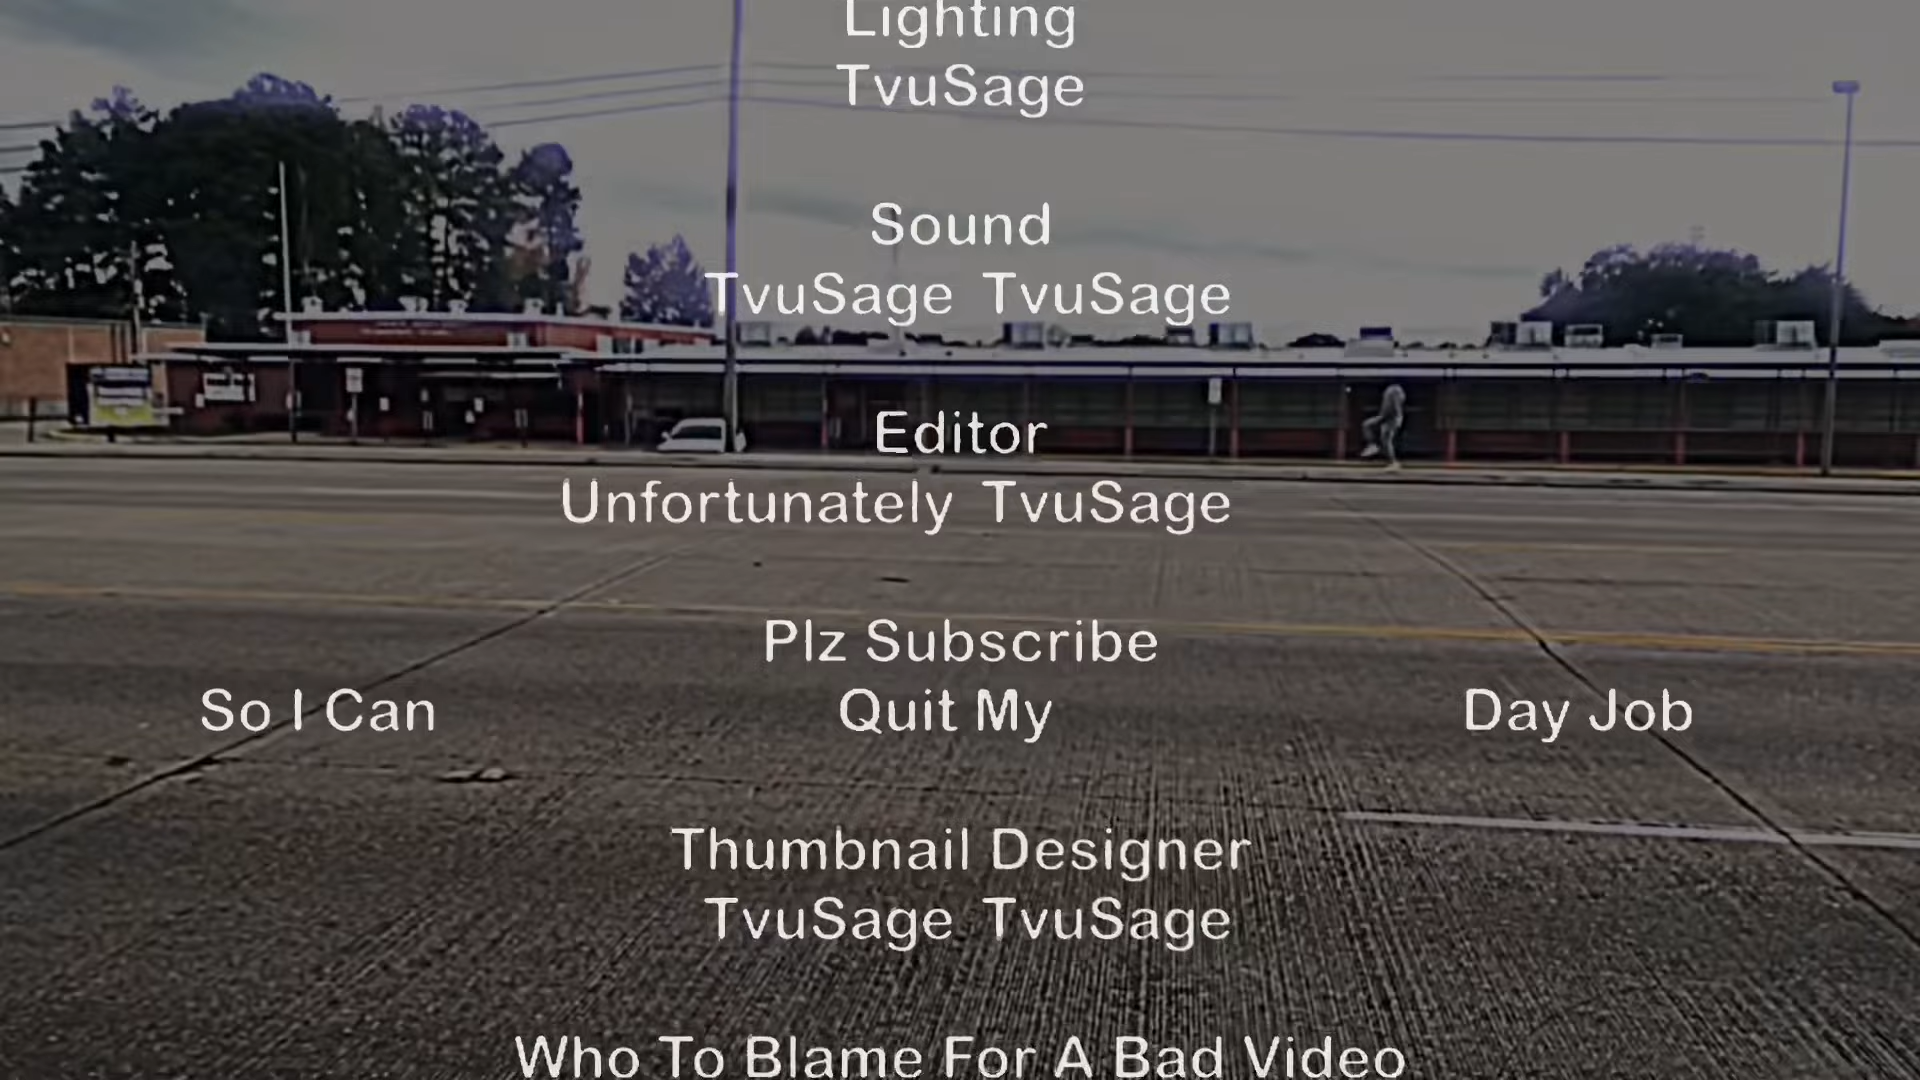 Lighting
TvuSage
Sound
TvuSage TvuSage
Editor
Unfortunately TvuSage
Plz Subscribe
So I Can Quit My Day Job
Thumbnail Designer
TvuSage TvuSage
Who To Blame For A Bad Video